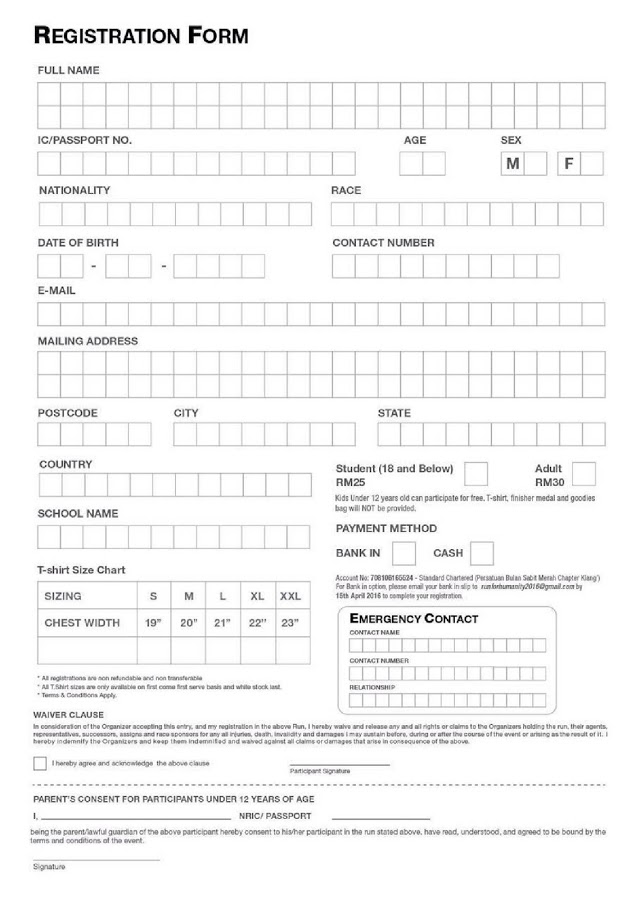 REGISTRATION FORM
FULL NAME
IC/PASSPORT NO. AGE SEX
M F
NATIONALITY RACE
DATE OF BIRTH CONTACT NUMBER
- -
E-MAIL
MAILING ADDRESS
POSTCODE CITY STATE
COUNTRY
Student (18 and Below) Adult
RM25 RM30
Kids Under 12 years old can participate for free. T-shirt, finisher medal and goodies
bag will NOT be provided.
SCHOOL NAME
PAYMENT METHOD
BANK IN CASH
T-shirt Size Chart
SIZING S M L XL XXL
CHEST WIDTH 19" 20" 21" 22" 23"
Account No: 708106165524 - Standard Chartered (Persatuan Bulan Sabit Merah Chapter Klang')
For Bank in option, please email your bank in slip to runforhumanity2016@gmail.com by
15th April 2016 to complete your registration.
EMERGENCY CONTACT
CONTACT NAME
CONTACT NUMBER
RELATIONSHIP
* All registrations are non refundable and non transferable
* All T.Shirt sizes are only available on first come first serve basis and while stock last.
* Terms & Conditions Apply.
WAIVER CLAUSE
In consideration of the Organizer accepting this entry, and my registration in the above Run, I hereby waive and release any and all rights or claims to the Organizers holding the run, their agents,
representatives, successors, assigns and race sponsors for any all injuries, death, invalidity and damages I may sustain before, during or after the course of the event or arising as the result of it. I
hereby indemnify the Organizers and keep them indemnified and waived against all claims or damages that arise in consequence of the above.
I hereby agree and acknowledge the above clause
Participant Signature
PARENT'S CONSENT FOR PARTICIPANTS UNDER 12 YEARS OF AGE
I, NRIC/ PASSPORT
being the parent/lawful guardian of the above participant hereby consent to his/her participant in the run stated above, have read, understood, and agreed to be bound by the
terms and conditions of the event.
Signature